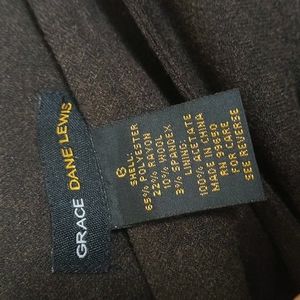 GRACE DANE LEWIS
6
SHELL:
65% POLYESTER
22% RAYON
10% WOOL
3% SPANDEX
LINING:
100% ACETATE
MADE IN CHINA
RN 99650
FOR CARE
SEE REVERSE